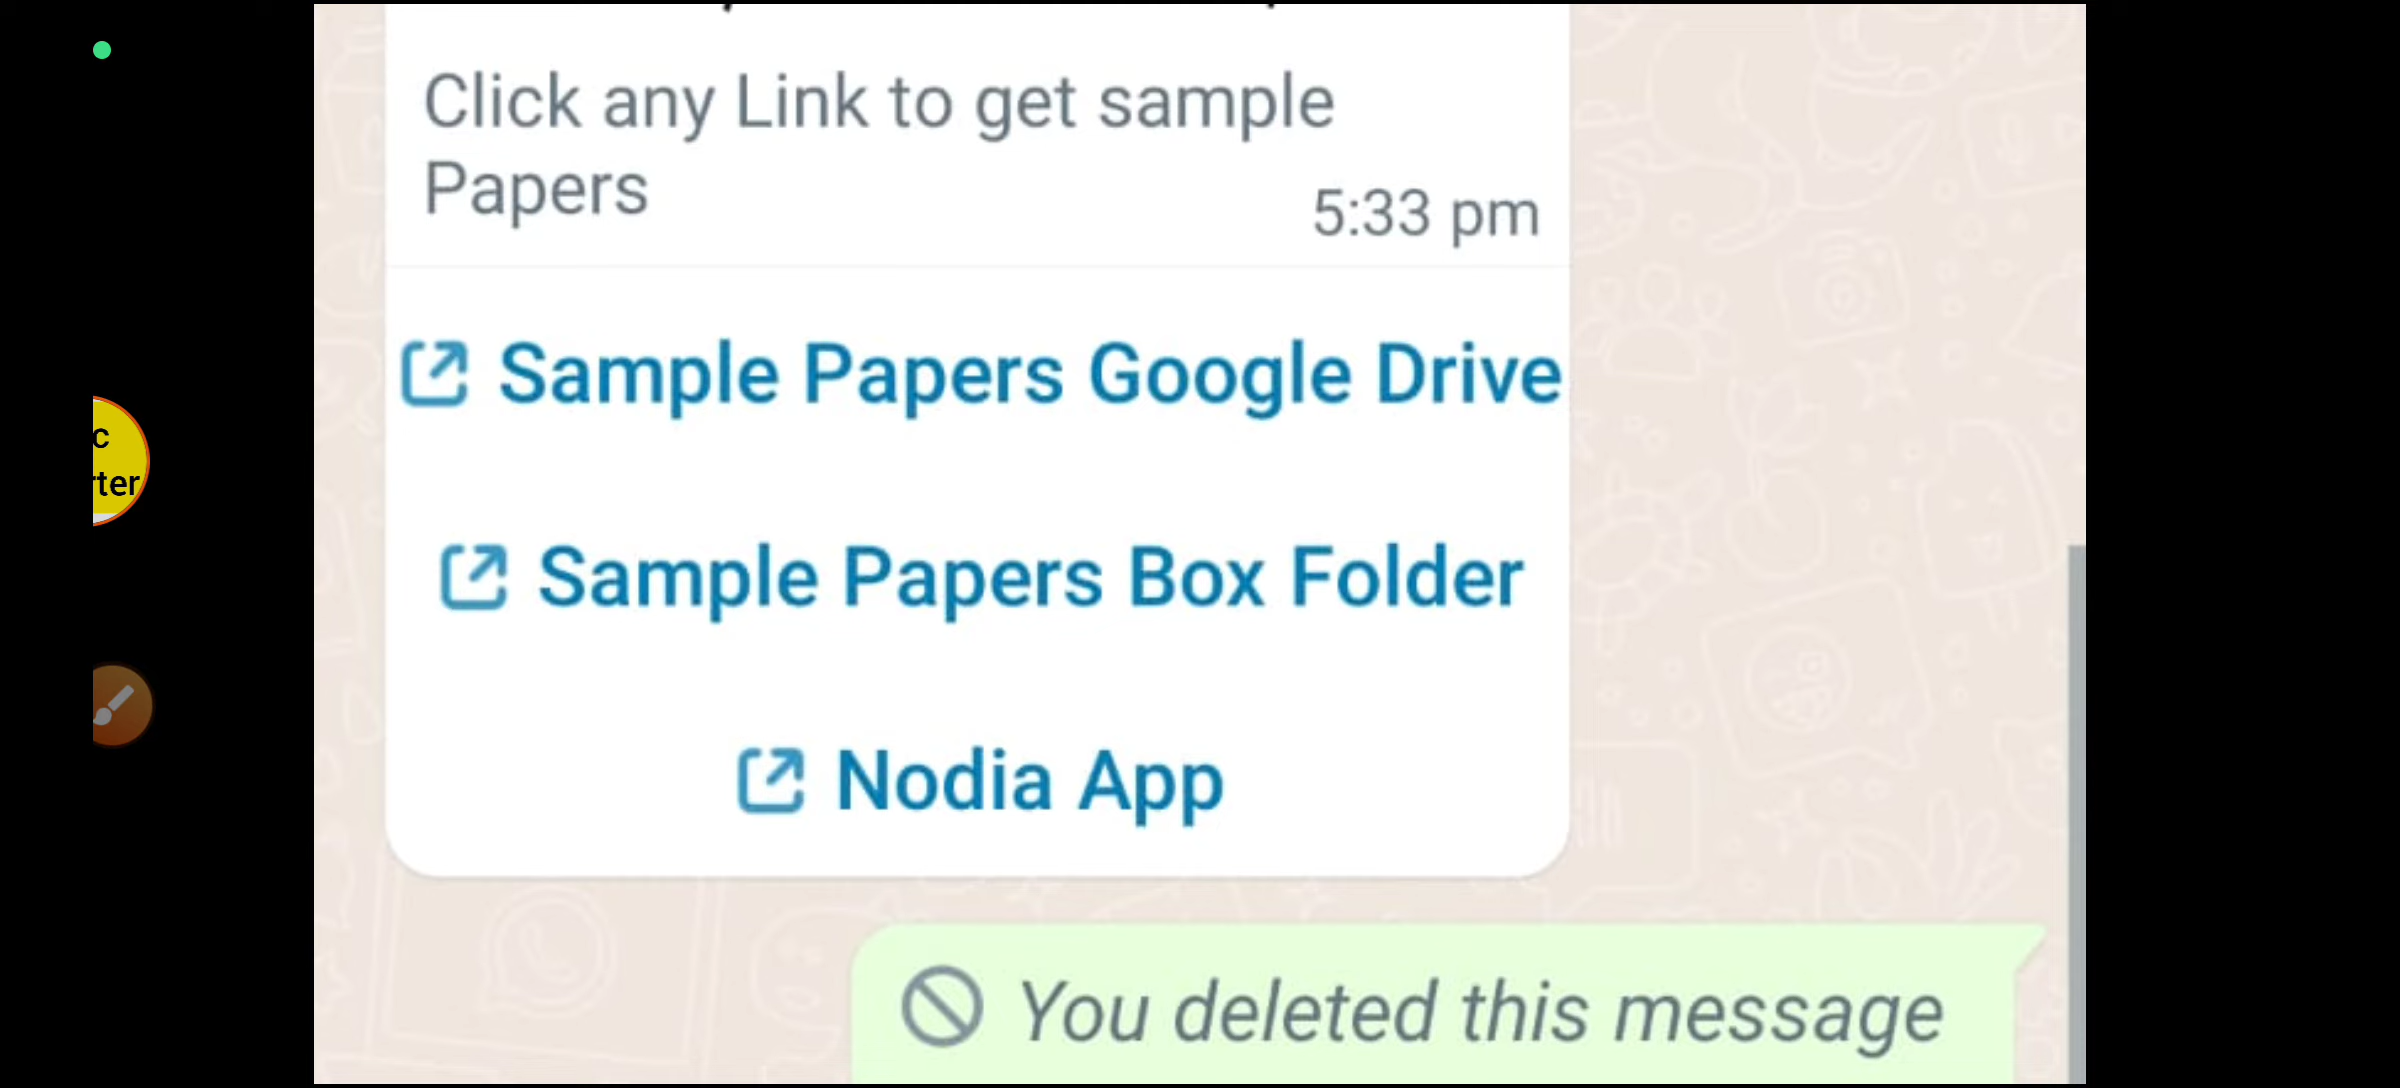 Click any Link to get sample
Papers
5:33 pm
Sample Papers Google Drive
Sample Papers Box Folder
Nodia App
You deleted this message